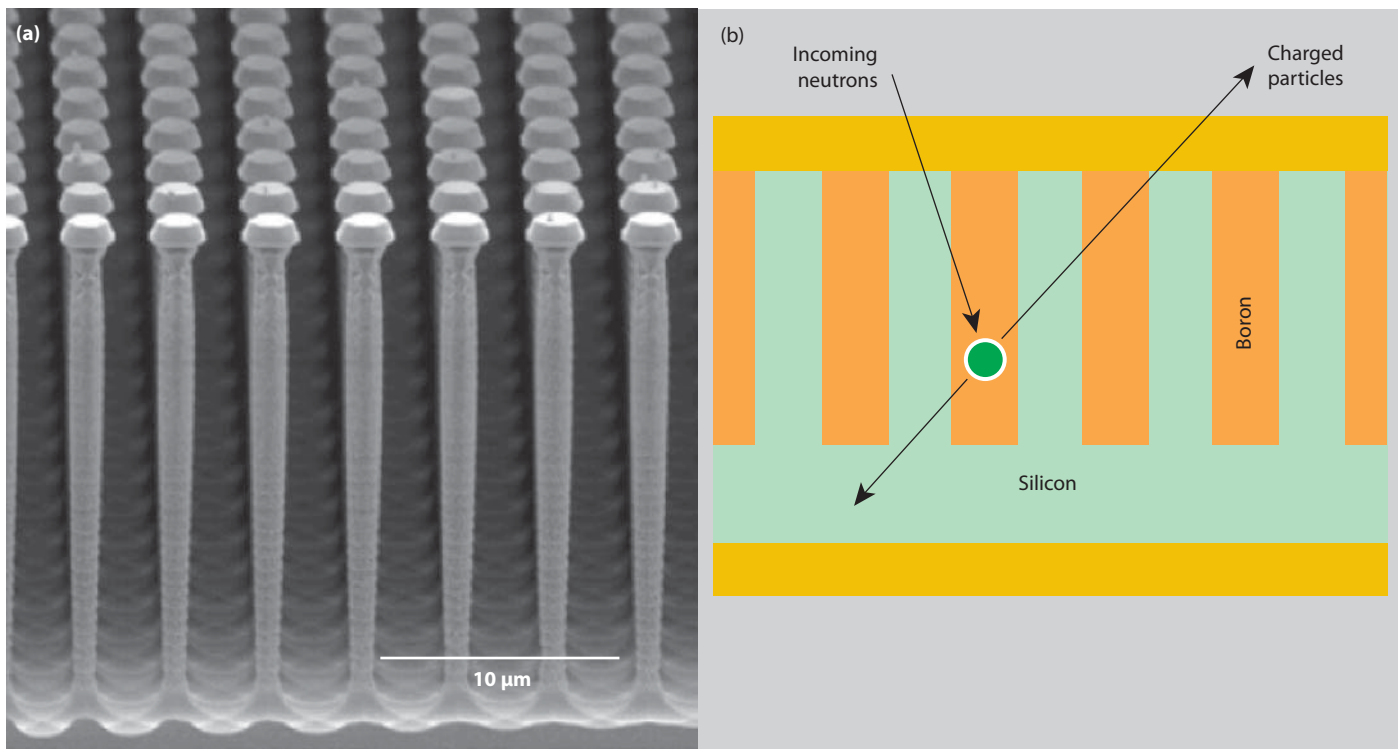 (a)
10 µm
(b)
Incoming
neutrons
Charged
particles
Boron
Silicon